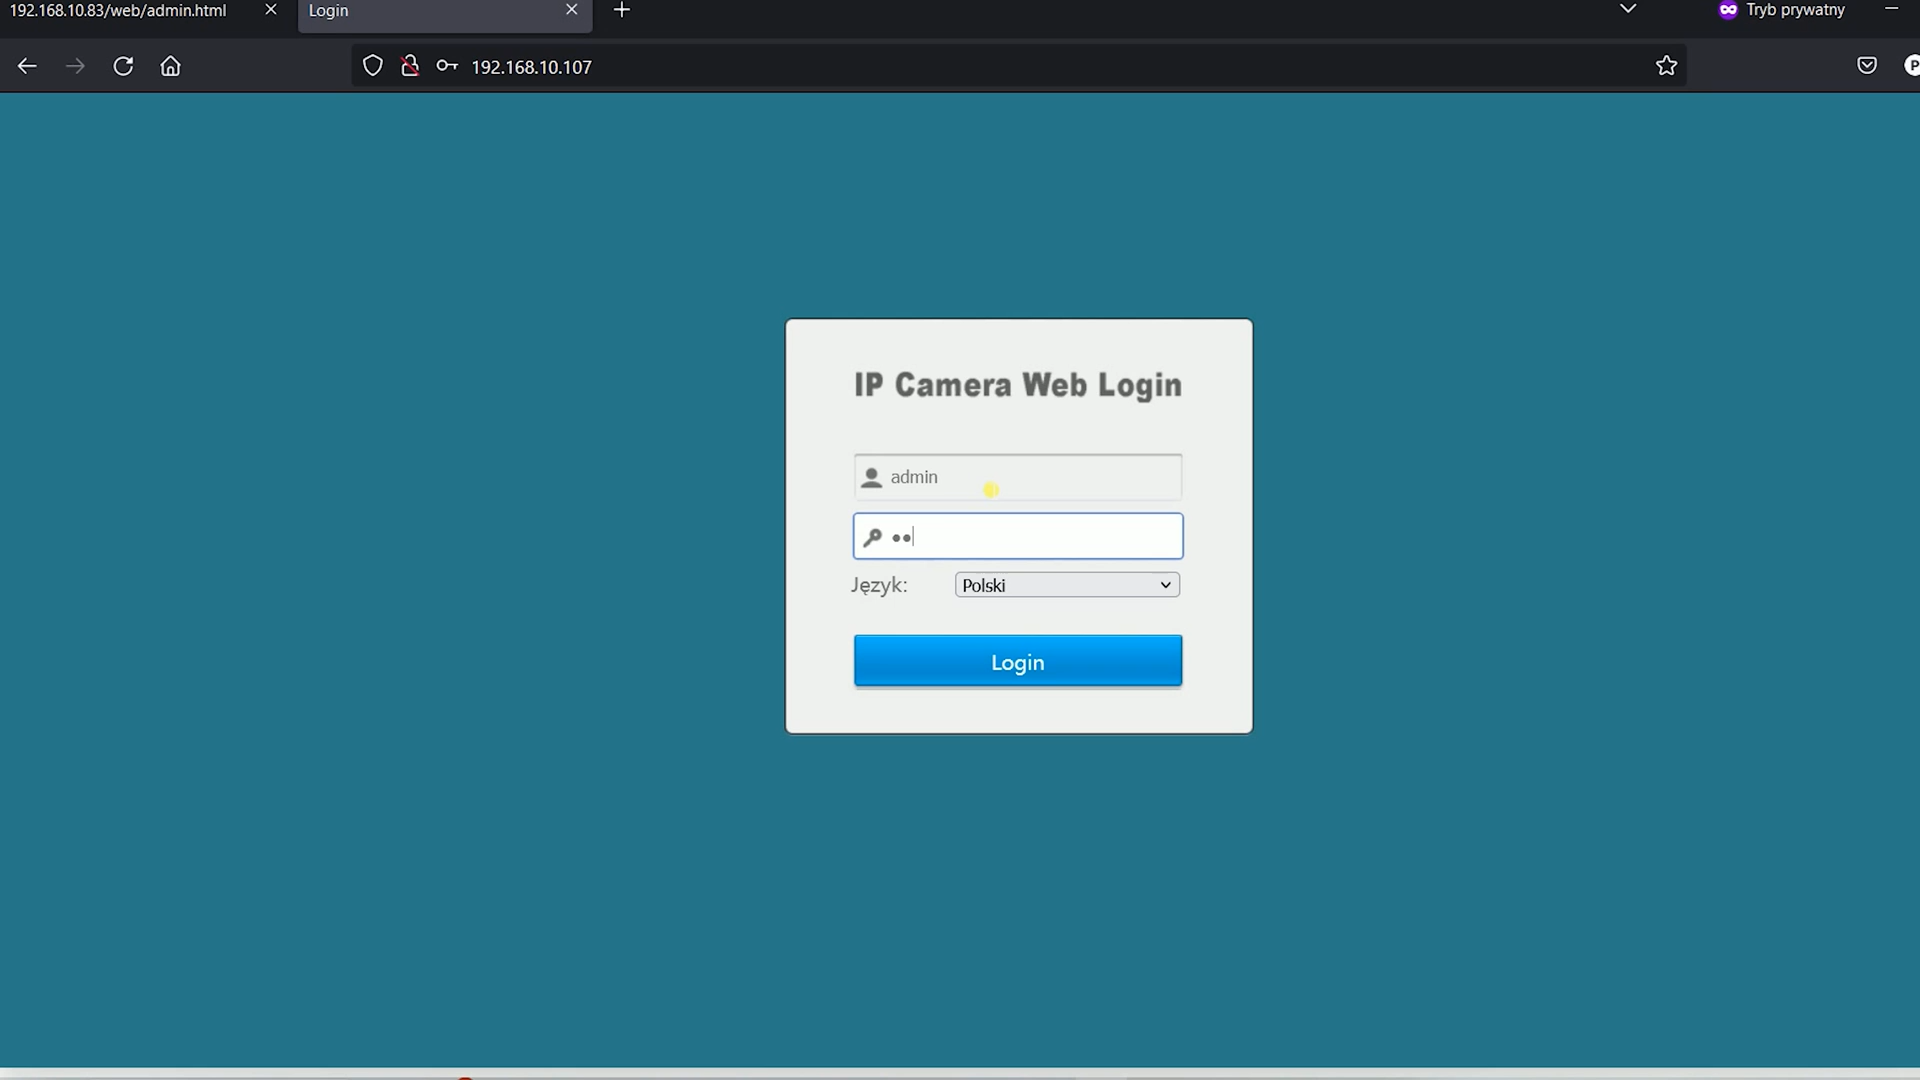 192.168.10.83/web/admin.html
Login
Tryb prywatny
192.168.10.107
P
IP Camera Web Login
admin
Język:
Polski
Login